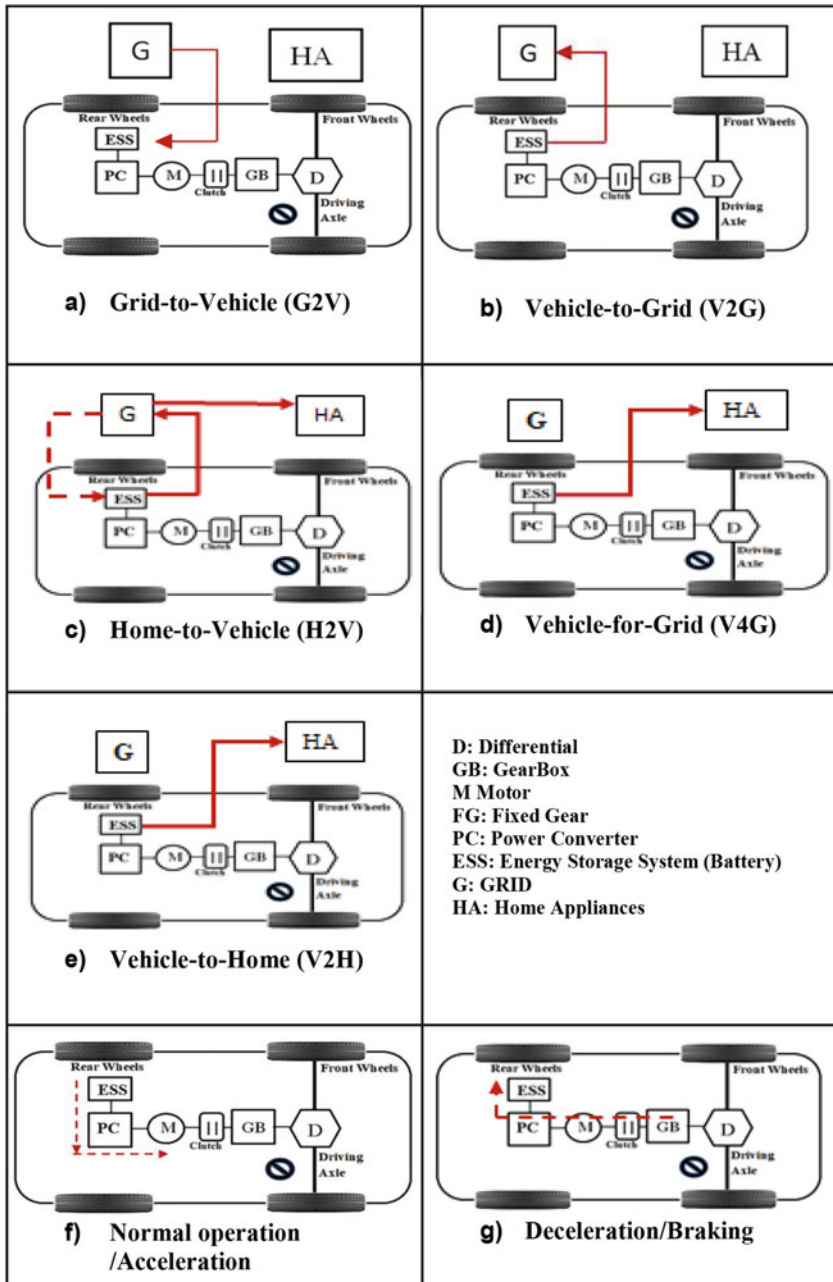 G
HA
Rear Wheels
Front Wheels
ESS
PC
M
Clutch
GB
D
Driving
Axle
a) Grid-to-Vehicle (G2V)
G
HA
Rear Wheels
Front Wheels
ESS
PC
M
Clutch
GB
D
Driving
Axle
b) Vehicle-to-Grid (V2G)
G
HA
Rear Wheels
Front Wheels
ESS
PC
M
Clutch
GB
D
Driving
Axle
c) Home-to-Vehicle (H2V)
G
HA
Rear Wheels
Front Wheels
ESS
PC
M
Clutch
GB
D
Driving
Axle
d) Vehicle-for-Grid (V4G)
G
HA
Rear Wheels
Front Wheels
ESS
PC
M
Clutch
GB
D
Driving
Axle
e) Vehicle-to-Home (V2H)
D: Differential
GB: GearBox
M Motor
FG: Fixed Gear
PC: Power Converter
ESS: Energy Storage System (Battery)
G: GRID
HA: Home Appliances
Rear Wheels
Front Wheels
ESS
PC
M
Clutch
GB
D
Driving
Axle
f) Normal operation
/Acceleration
Rear Wheels
Front Wheels
ESS
PC
M
Clutch
GB
D
Driving
Axle
g) Deceleration/Braking